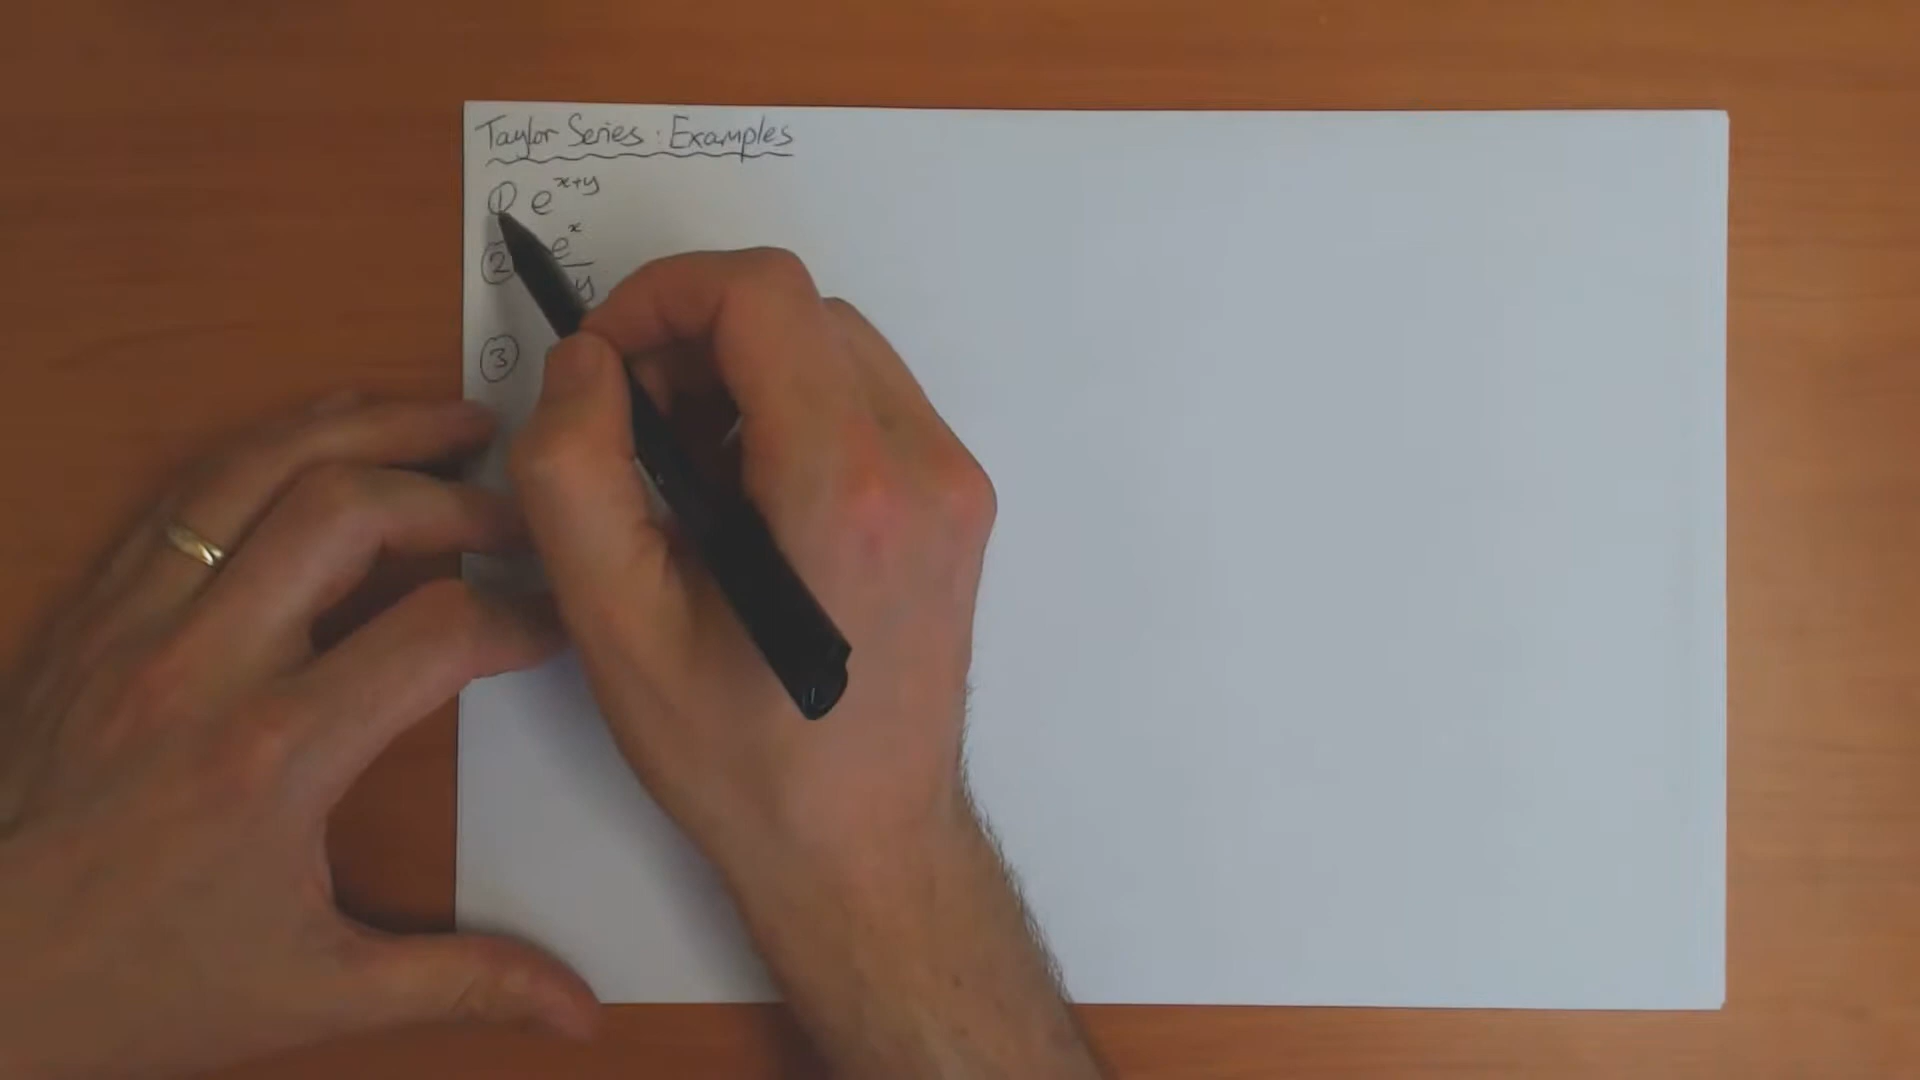 Taylor Series : Examples
① e^{x+y}
② e^x
y
③